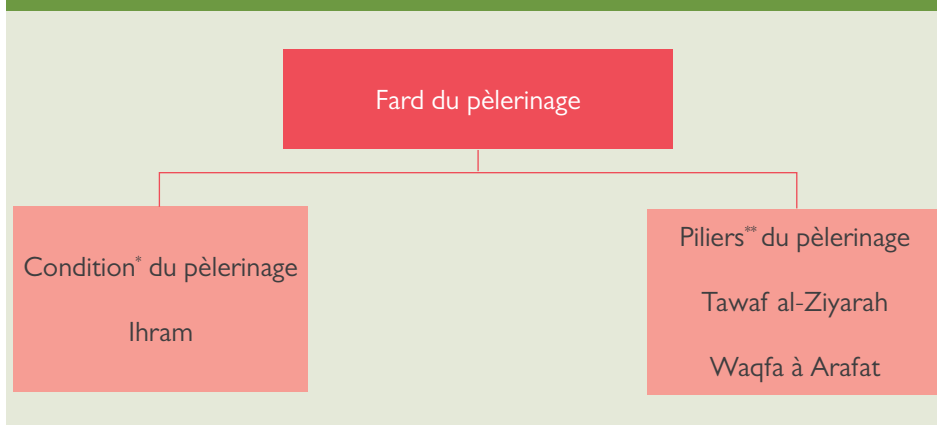 Fard du pèlerinage
Condition* du pèlerinage
Ihram
Piliers** du pèlerinage
Tawaf al-Ziyarah
Waqfa à Arafat